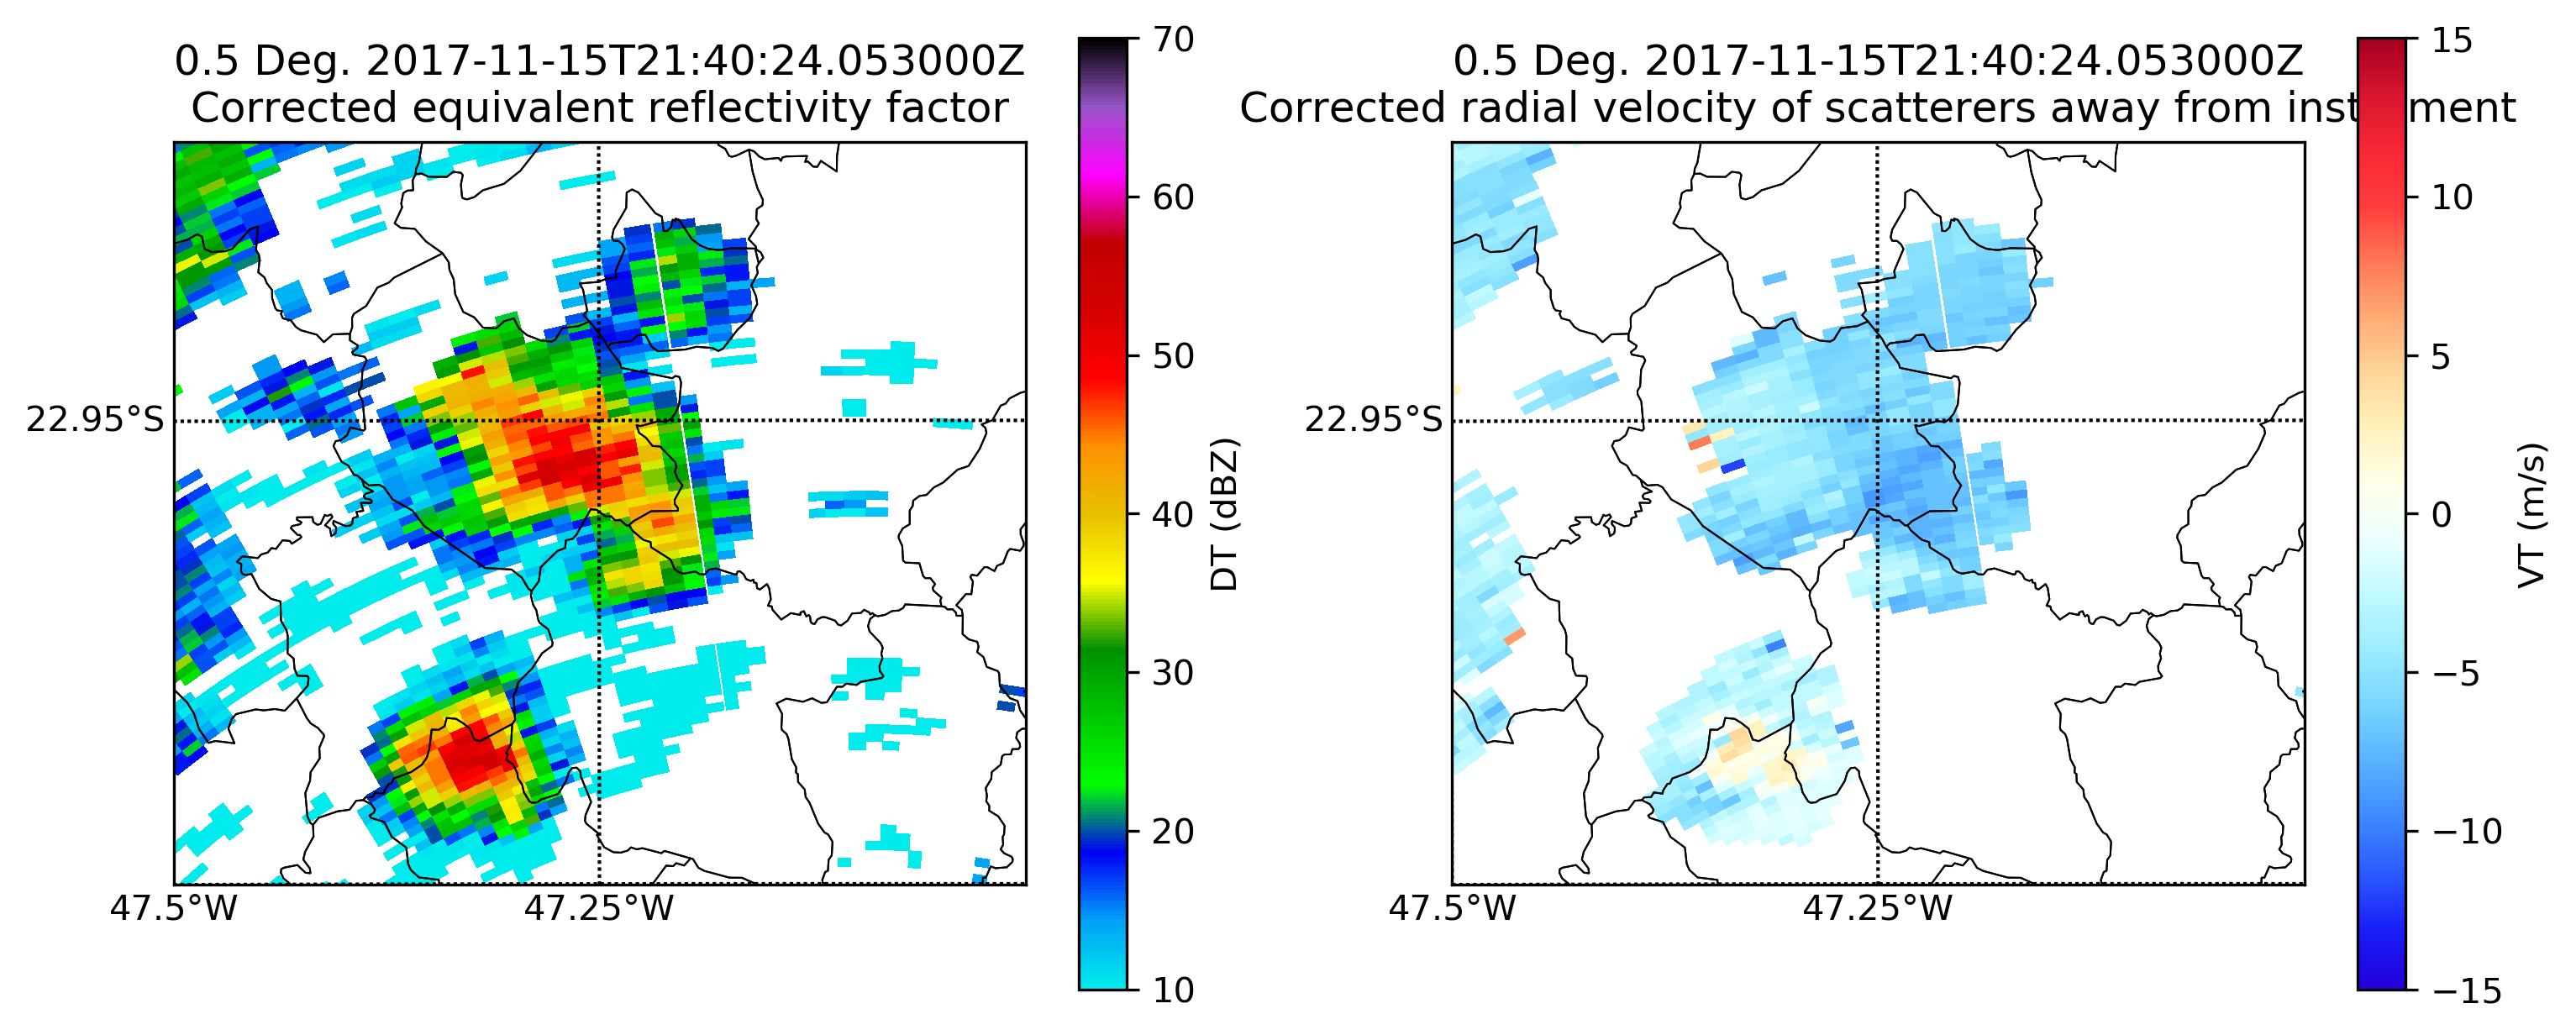 0.5 Deg. 2017-11-15T21:40:24.053000Z
Corrected equivalent reflectivity factor
22.95°S
47.5°W
47.25°W
70
60
50
40
30
20
10
DT (dBZ)
0.5 Deg. 2017-11-15T21:40:24.053000Z
Corrected radial velocity of scatterers away from inst ment
22.95°S
47.5°W
47.25°W
15
10
5
0
−5
−10
−15
VT (m/s)